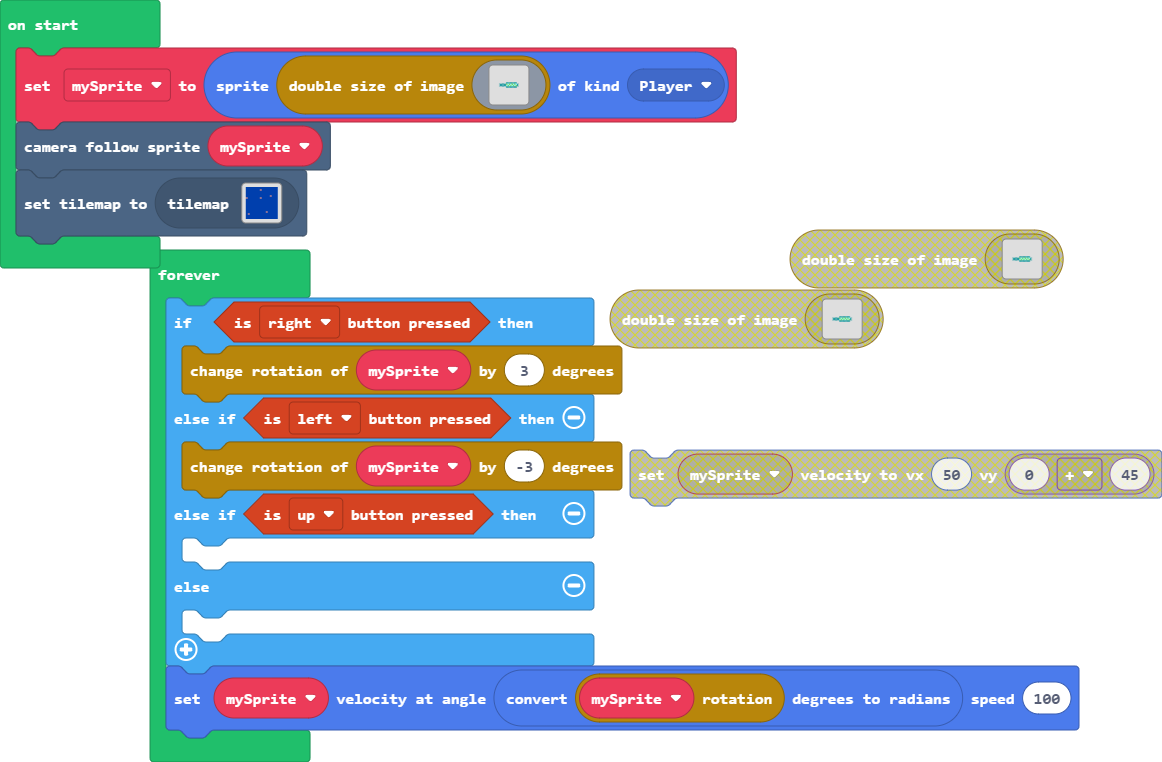 on start
set mySprite to sprite double size of image of kind Player
camera follow sprite mySprite
set tilemap to tilemap
forever
double size of image
double size of image
if is right button pressed then
change rotation of mySprite by 3 degrees
else if is left button pressed then
change rotation of mySprite by -3 degrees
set mySprite velocity to vx 50 vy 0 + 45
else if is up button pressed then
else
set mySprite velocity at angle convert mySprite rotation degrees to radians speed 100